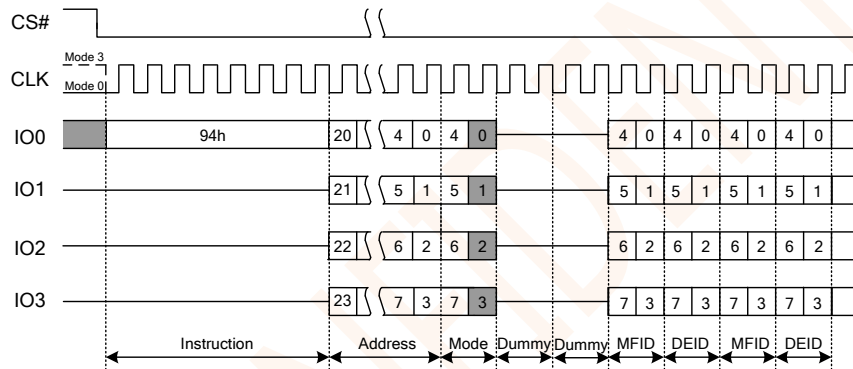 CS#
Mode 3
CLK
Mode 0
IO0 94h 20 4 0 4 0 4 0 4 0 4 0 4 0
IO1 21 5 1 5 1 5 1 5 1 5 1 5 1
IO2 22 6 2 6 2 6 2 6 2 6 2 6 2
IO3 23 7 3 7 3 7 3 7 3 7 3 7 3
Instruction Address Mode Dummy Dummy MFID DEID MFID DEID